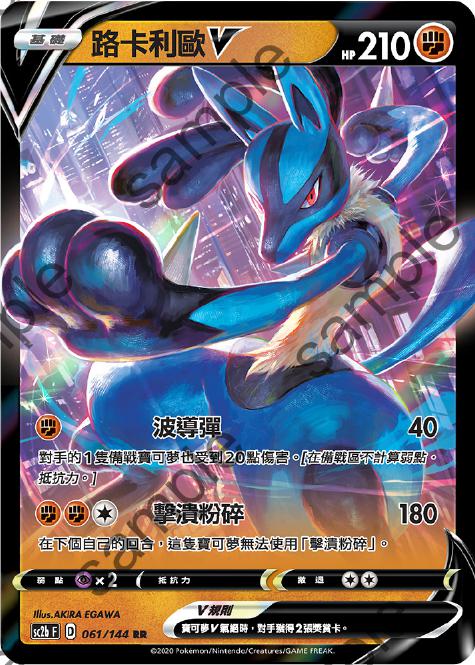 基礎 路卡利歐V HP 210
sample
sample
sample
sample
sample
sample
波導彈 40
對手的1隻備戰寶可夢也受到20點傷害。[在備戰區不計算弱點、
抵抗力。]
擊潰粉碎 180
在下個自己的回合，這隻寶可夢無法使用「擊潰粉碎」。
弱點 ×2 抵抗力 撤退
Illus. AKIRA EGAWA
V規則
sc2b F D 061/144 RR
寶可夢V氣絕時，對手獲得2張獎賞卡。
©2020 Pokémon/Nintendo/Creatures/GAME FREAK.